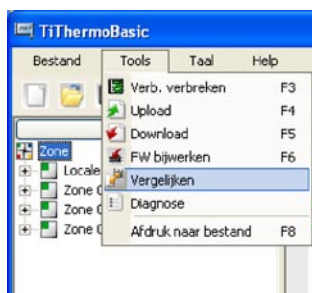 TiThermoBasic
Bestand Tools Taal Help
Verb. verbreken F3
Upload F4
Download F5
FW bijwerken F6
Vergelijken
Diagnose
Afdruk naar bestand F8
Zone
Locale
Zone
Zone
Zone